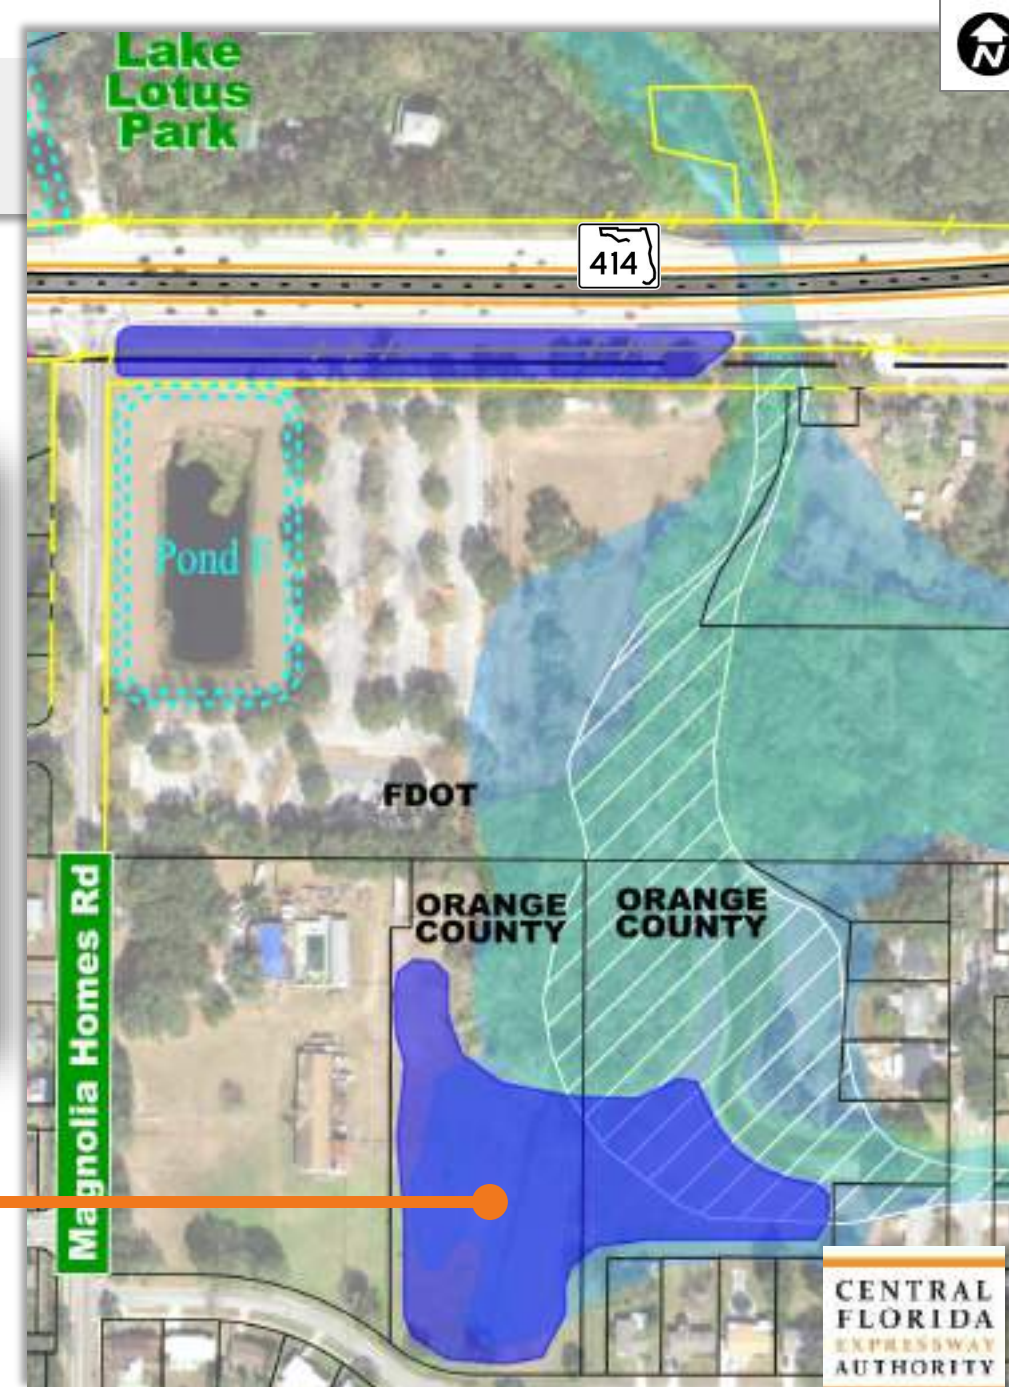 N
Lake
Lotus
Park
414
Pond
FDOT
ORANGE
COUNTY
ORANGE
COUNTY
Magnolia Homes Rd
CENTRAL
FLORIDA
EXPRESSWAY
AUTHORITY